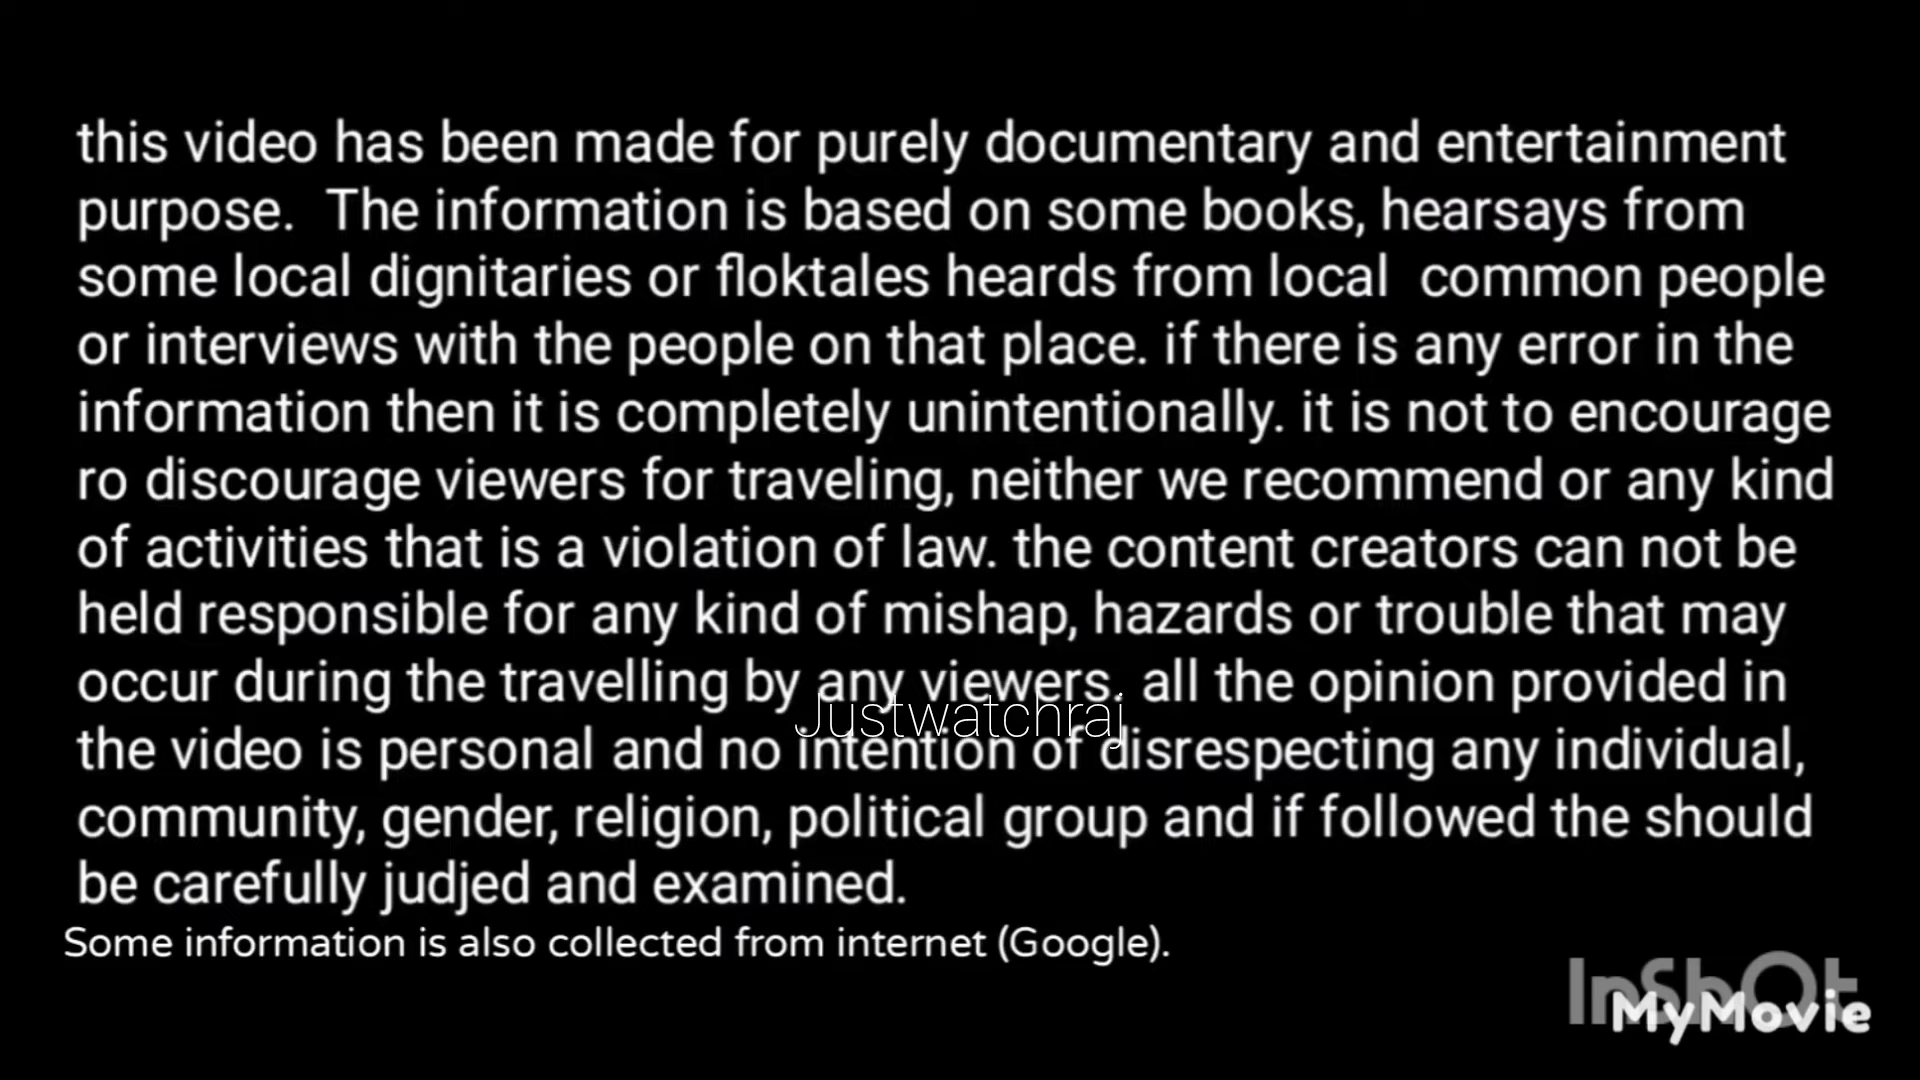 this video has been made for purely documentary and entertainment
purpose.  The information is based on some books, hearsays from
some local dignitaries or floktales heards from local  common people
or interviews with the people on that place. if there is any error in the
information then it is completely unintentionally. it is not to encourage
ro discourage viewers for traveling, neither we recommend or any kind
of activities that is a violation of law. the content creators can not be
held responsible for any kind of mishap, hazards or trouble that may
occur during the travelling by any viewers. all the opinion provided in
Justwatchraj
the video is personal and no intention of disrespecting any individual,
community, gender, religion, political group and if followed the should
be carefully judjed and examined.
Some information is also collected from internet (Google).
InShOt
MyMovie